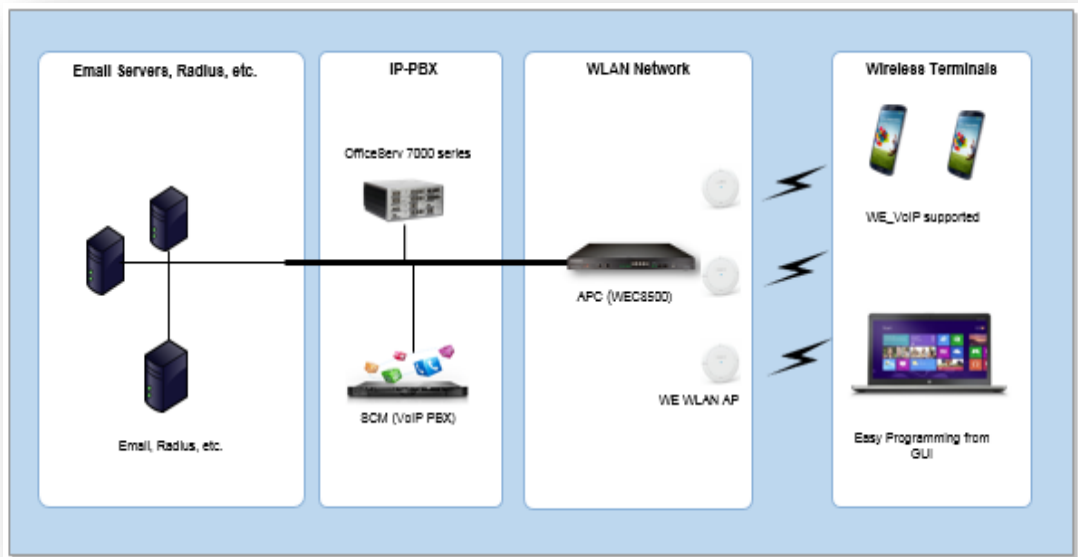 Email Servers, Radius, etc.
IP-PBX
WLAN Network
Wireless Terminals
OfficeServ 7000 series
WE_VoIP supported
APC (WEC8500)
SCM (VoIP PBX)
WE WLAN AP
Email, Radius, etc.
Easy Programming from
GUI